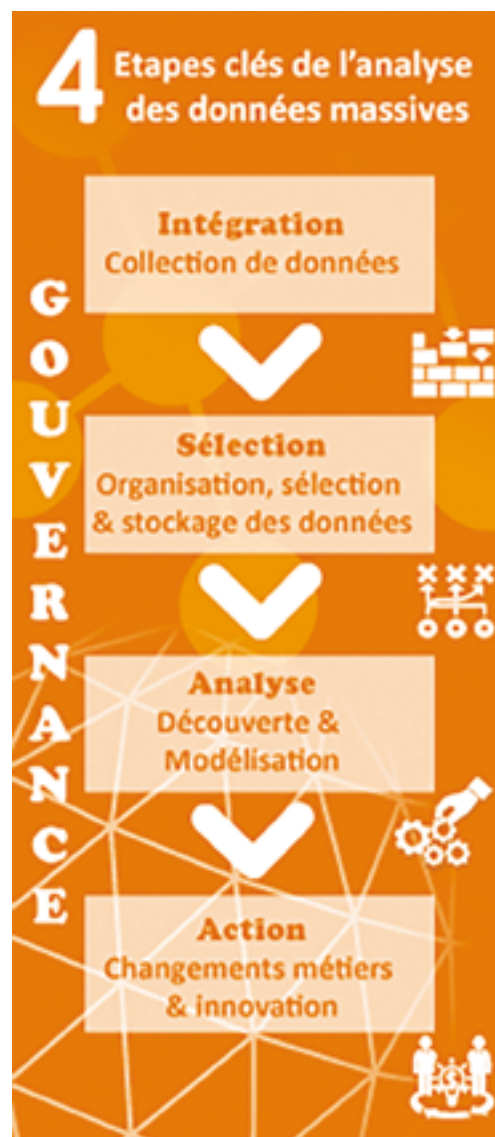 4 Etapes clés de l'analyse
des données massives
GOUVERNANCE
Intégration
Collection de données
Sélection
Organisation, sélection
& stockage des données
Analyse
Découverte &
Modélisation
Action
Changements métiers
& innovation